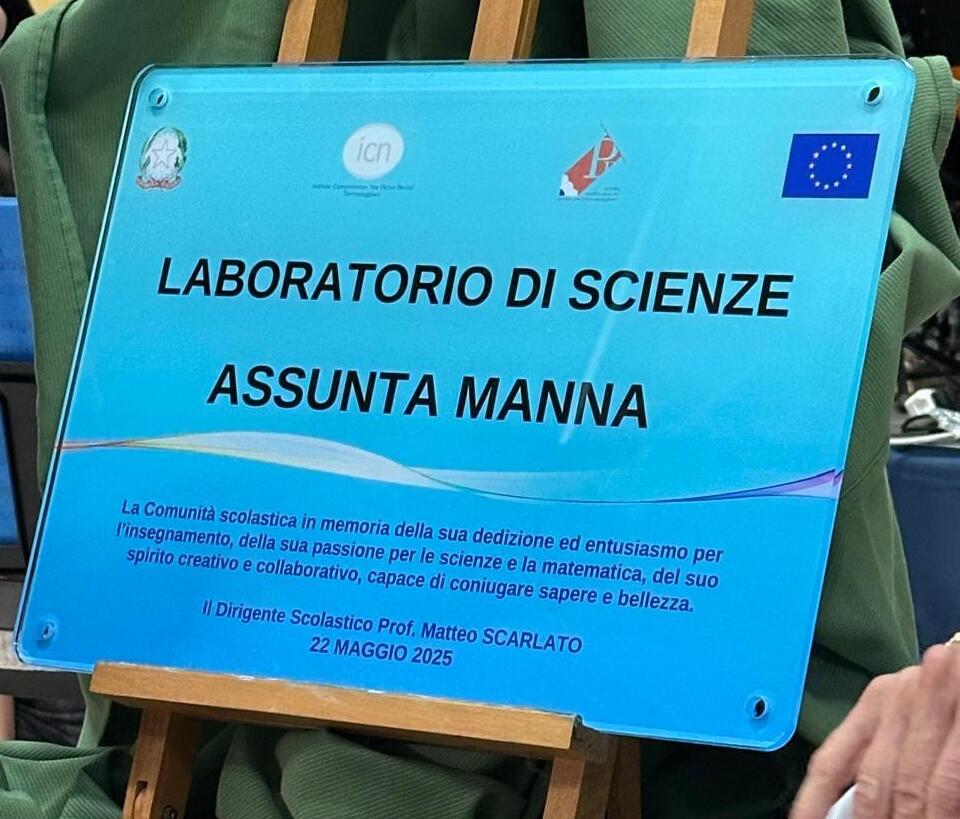 icn
LABORATORIO DI SCIENZE
ASSUNTA MANNA
La Comunità scolastica in memoria della sua dedizione ed entusiasmo per
l'insegnamento, della sua passione per le scienze e la matematica, del suo
spirito creativo e collaborativo, capace di coniugare sapere e bellezza.
Il Dirigente Scolastico Prof. Matteo SCARLATO
22 MAGGIO 2025